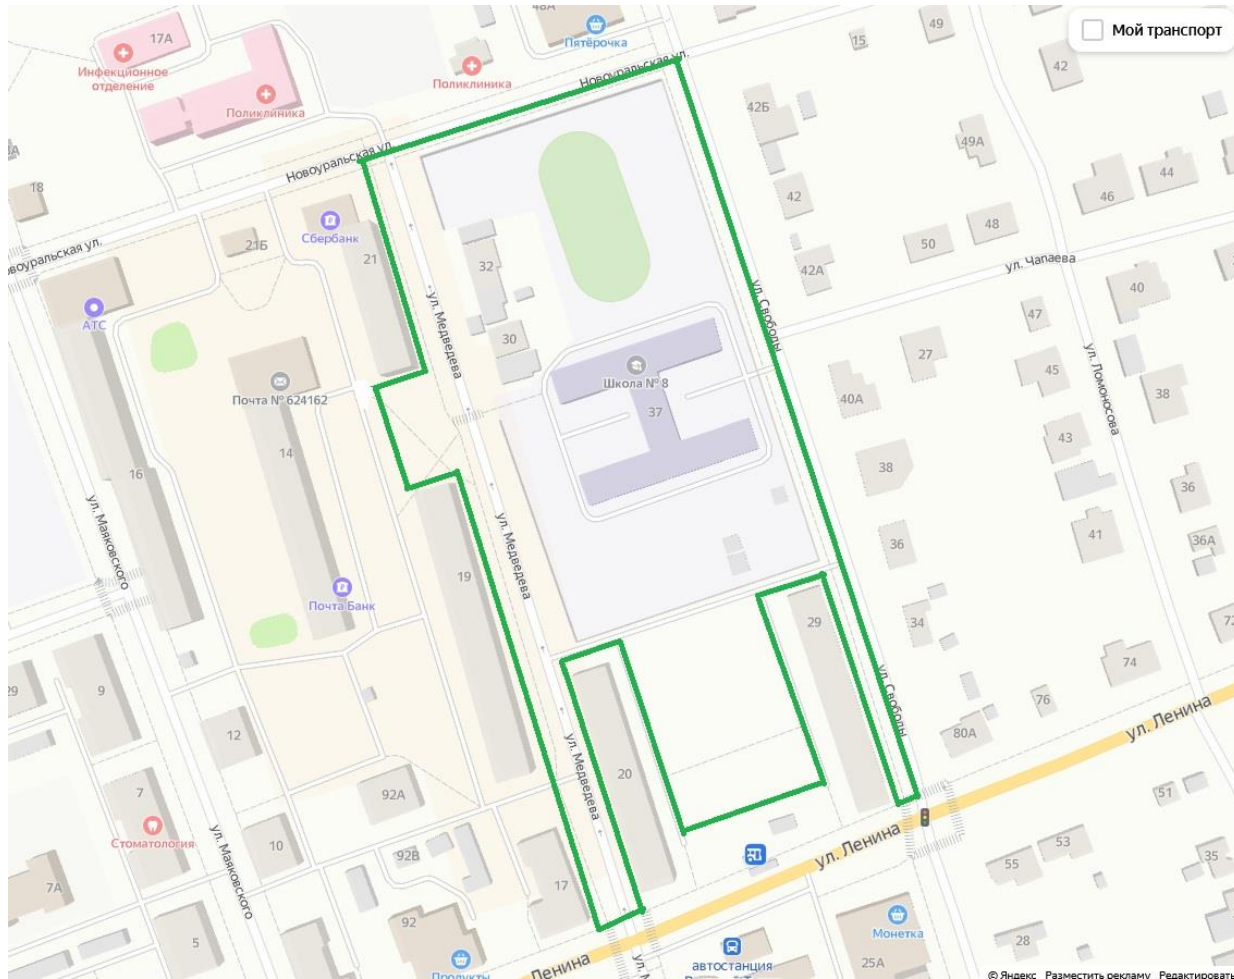 48А
17А
Пятёрочка
49
15
Мой транспорт
42
Инфекционное
отделение
Поликлиника
Поликлиника
Новоуральская ул.
42Б
49А
Новоуральская ул.
18
44
46
42
Сбербанк
21Б
21
48
50
32
42А
ул. Чапаева
новоуральская ул.
АТС
ул. Медведева
ул. Свободы
40
47
30
27
45
ул. Ломоносова
Почта № 624162
Школа № 8
37
40А
38
43
14
16
38
36
ул. Маяковского
ул. Медведева
41
36А
36
19
Почта Банк
29
34
72
74
9
29
ул. Свободы
76
12
80А
ул. Ленина
ул. Медведева
20
92А
7
51
Стоматология
ул. Маяковского
10
ул. Ленина
53
55
35
92В
7А
17
92
5
Монетка
28
25А
Ленина
автостанция
Продукты
© Яндекс Разместить рекламу Редактировать